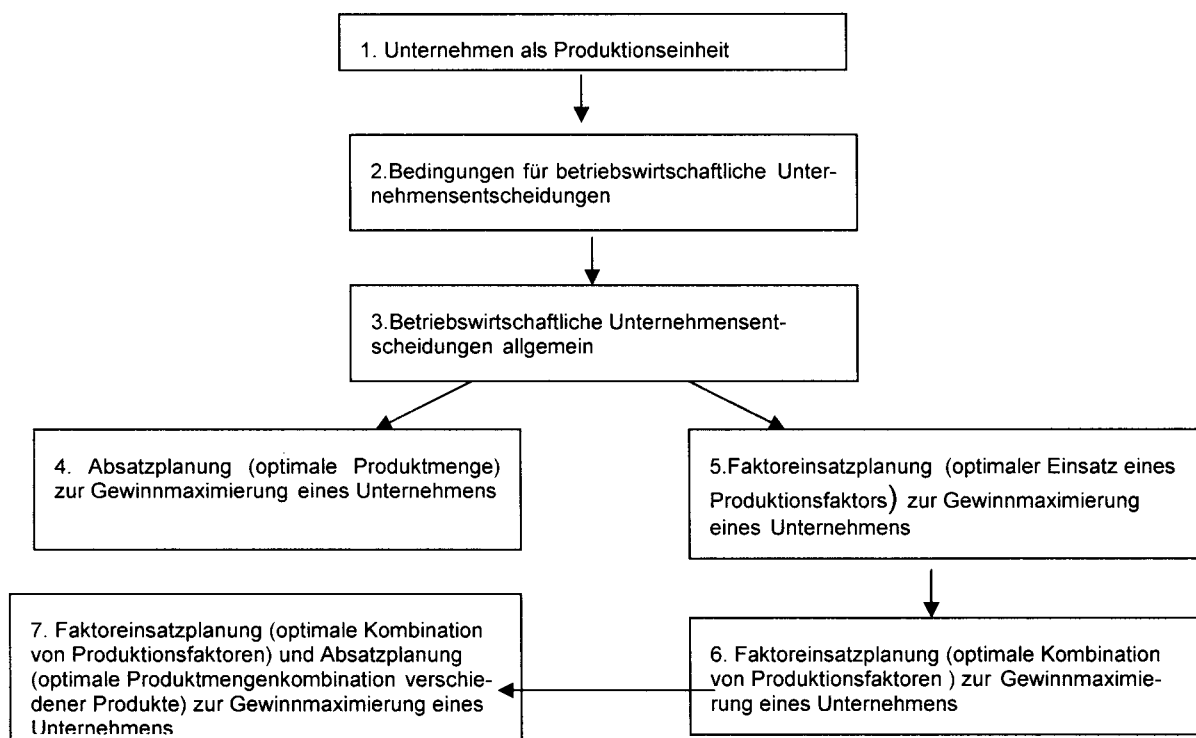 1. Unternehmen als Produktionseinheit
2.Bedingungen für betriebswirtschaftliche Unter-
nehmensentscheidungen
3.Betriebswirtschaftliche Unternehmensent-
scheidungen allgemein
4. Absatzplanung (optimale Produktmenge)
zur Gewinnmaximierung eines Unternehmens
5.Faktoreinsatzplanung (optimaler Einsatz eines
Produktionsfaktors) zur Gewinnmaximierung
eines Unternehmens
6. Faktoreinsatzplanung (optimale Kombination
von Produktionsfaktoren ) zur Gewinnmaximie-
rung eines Unternehmens
7. Faktoreinsatzplanung (optimale Kombination
von Produktionsfaktoren) und Absatzplanung
(optimale Produktmengenkombination verschie-
dener Produkte) zur Gewinnmaximierung eines
Unternehmens